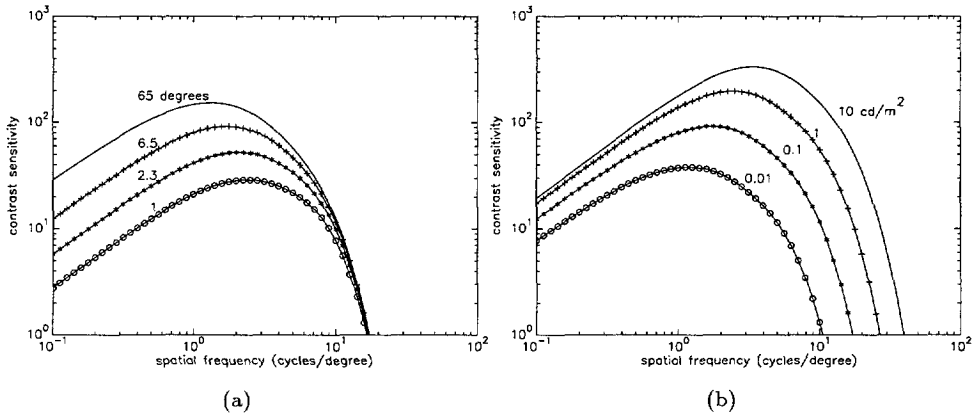 10³
10²
10¹
10⁰
contrast sensitivity
65 degrees
6.5
2.3
1
10⁻¹
10⁰
10¹
10²
spatial frequency (cycles/degree)
(a)
10³
10²
10¹
10⁰
contrast sensitivity
10 cd/m²
1
0.1
0.01
10⁻¹
10⁰
10¹
10²
spatial frequency (cycles/degree)
(b)